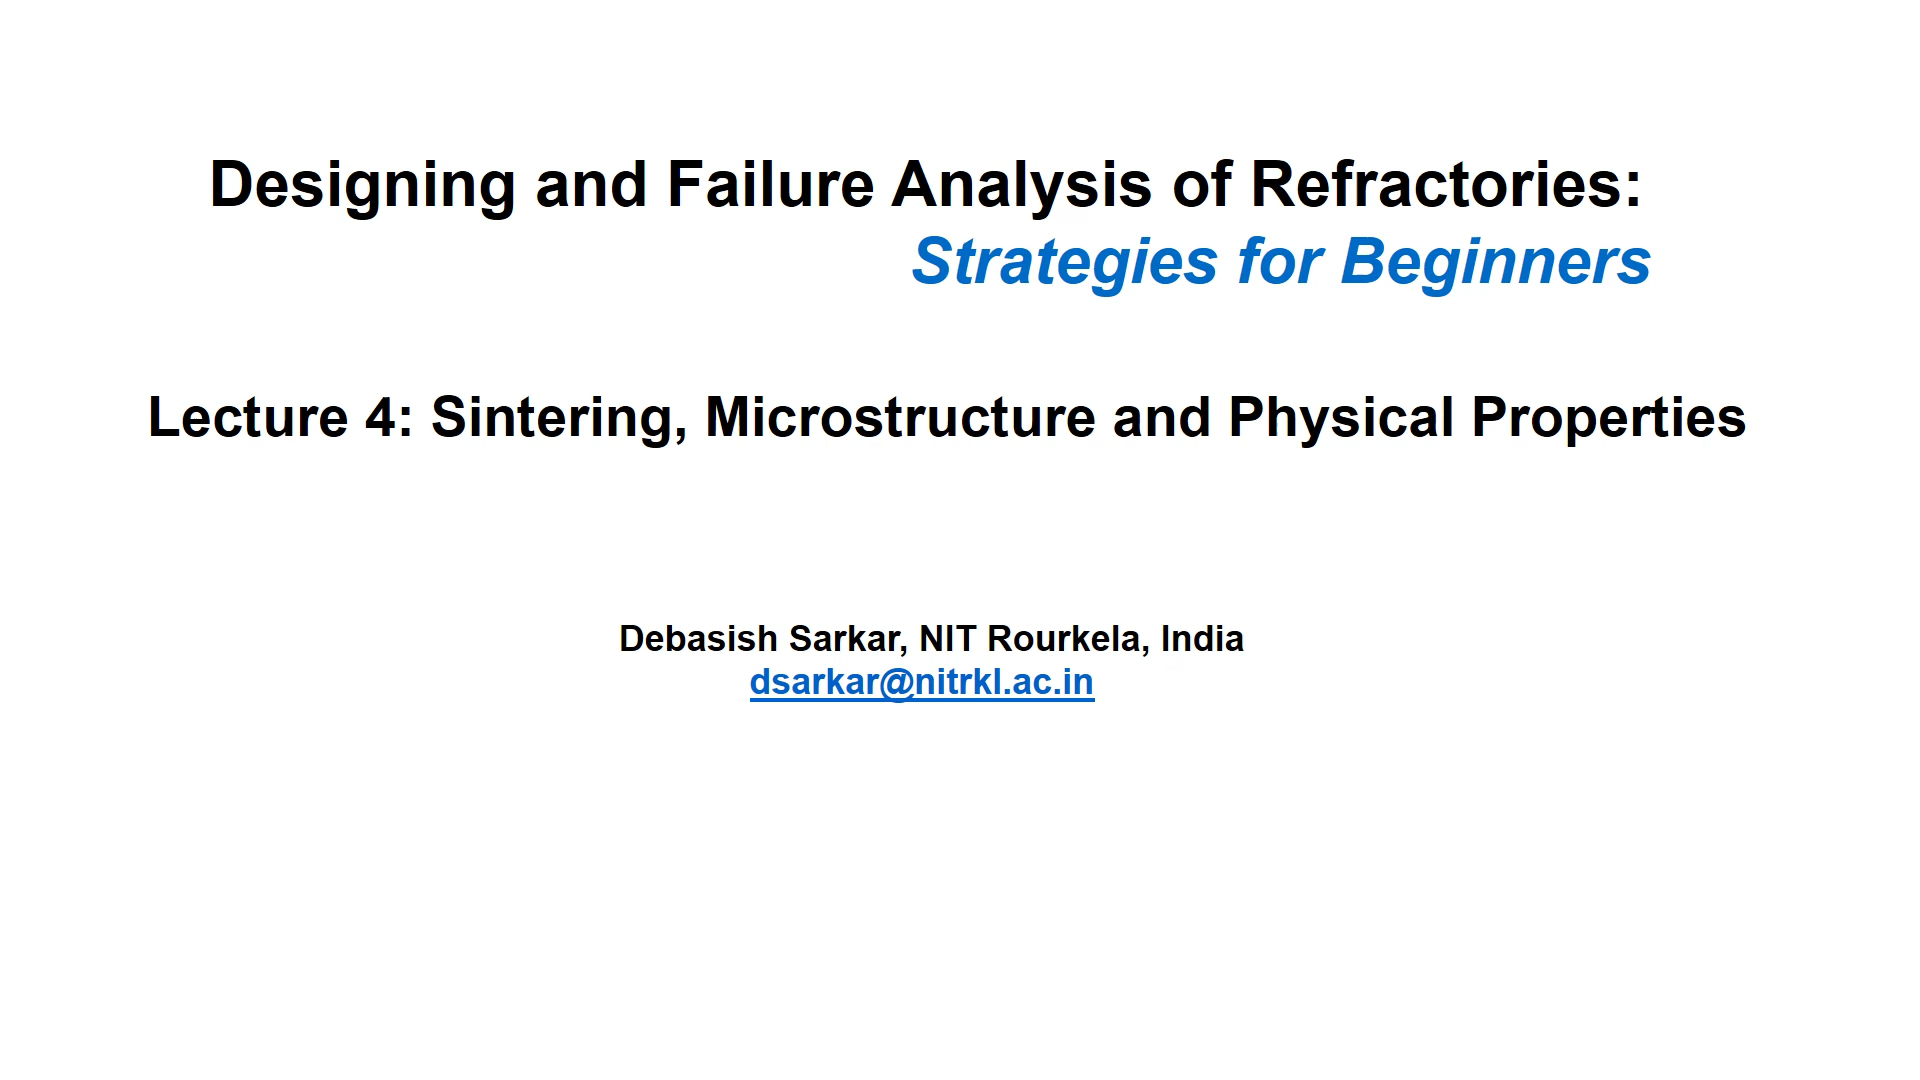 Designing and Failure Analysis of Refractories:
Strategies for Beginners
Lecture 4: Sintering, Microstructure and Physical Properties
Debasish Sarkar, NIT Rourkela, India
dsarkar@nitrkl.ac.in